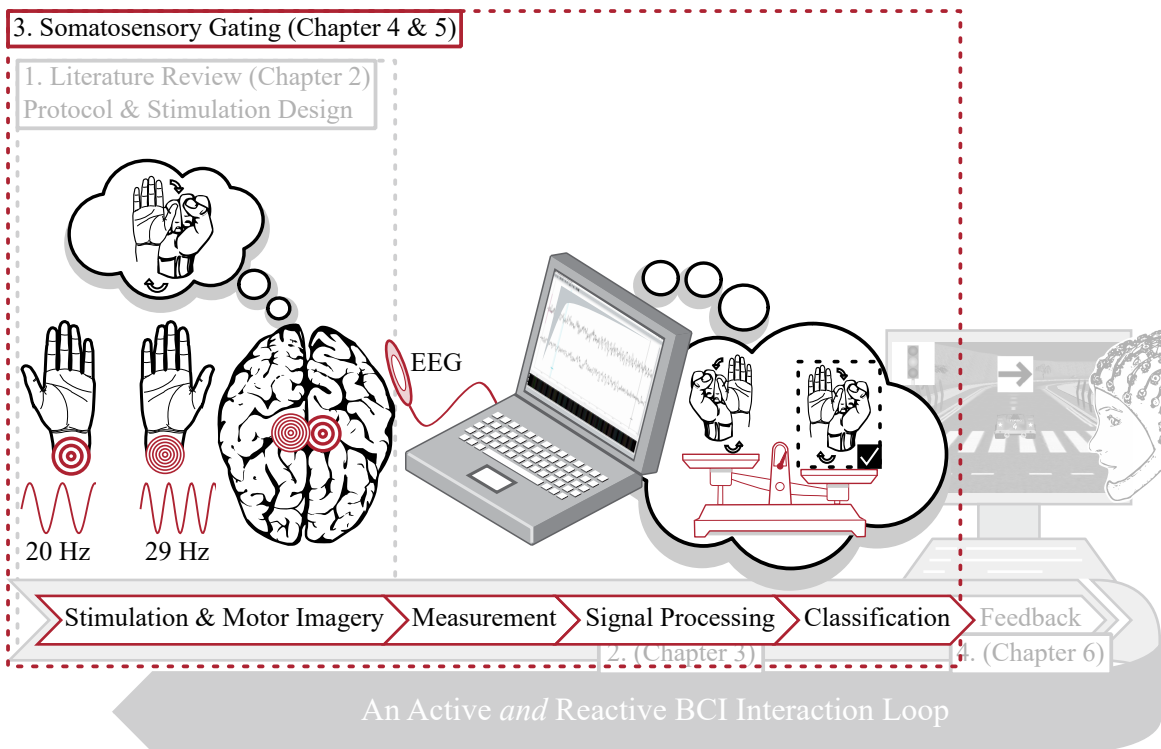 3. Somatosensory Gating (Chapter 4 & 5)
1. Literature Review (Chapter 2)
Protocol & Stimulation Design
EEG
20 Hz
29 Hz
Stimulation & Motor Imagery
Measurement
Signal Processing
Classification
Feedback
2. (Chapter 3)
4. (Chapter 6)
An Active and Reactive BCI Interaction Loop